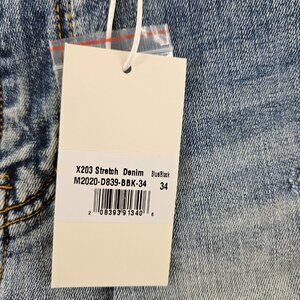 X203 Stretch Denim Blue/Black
M2020-D839-BBK-34 34
2 08393 91340 6